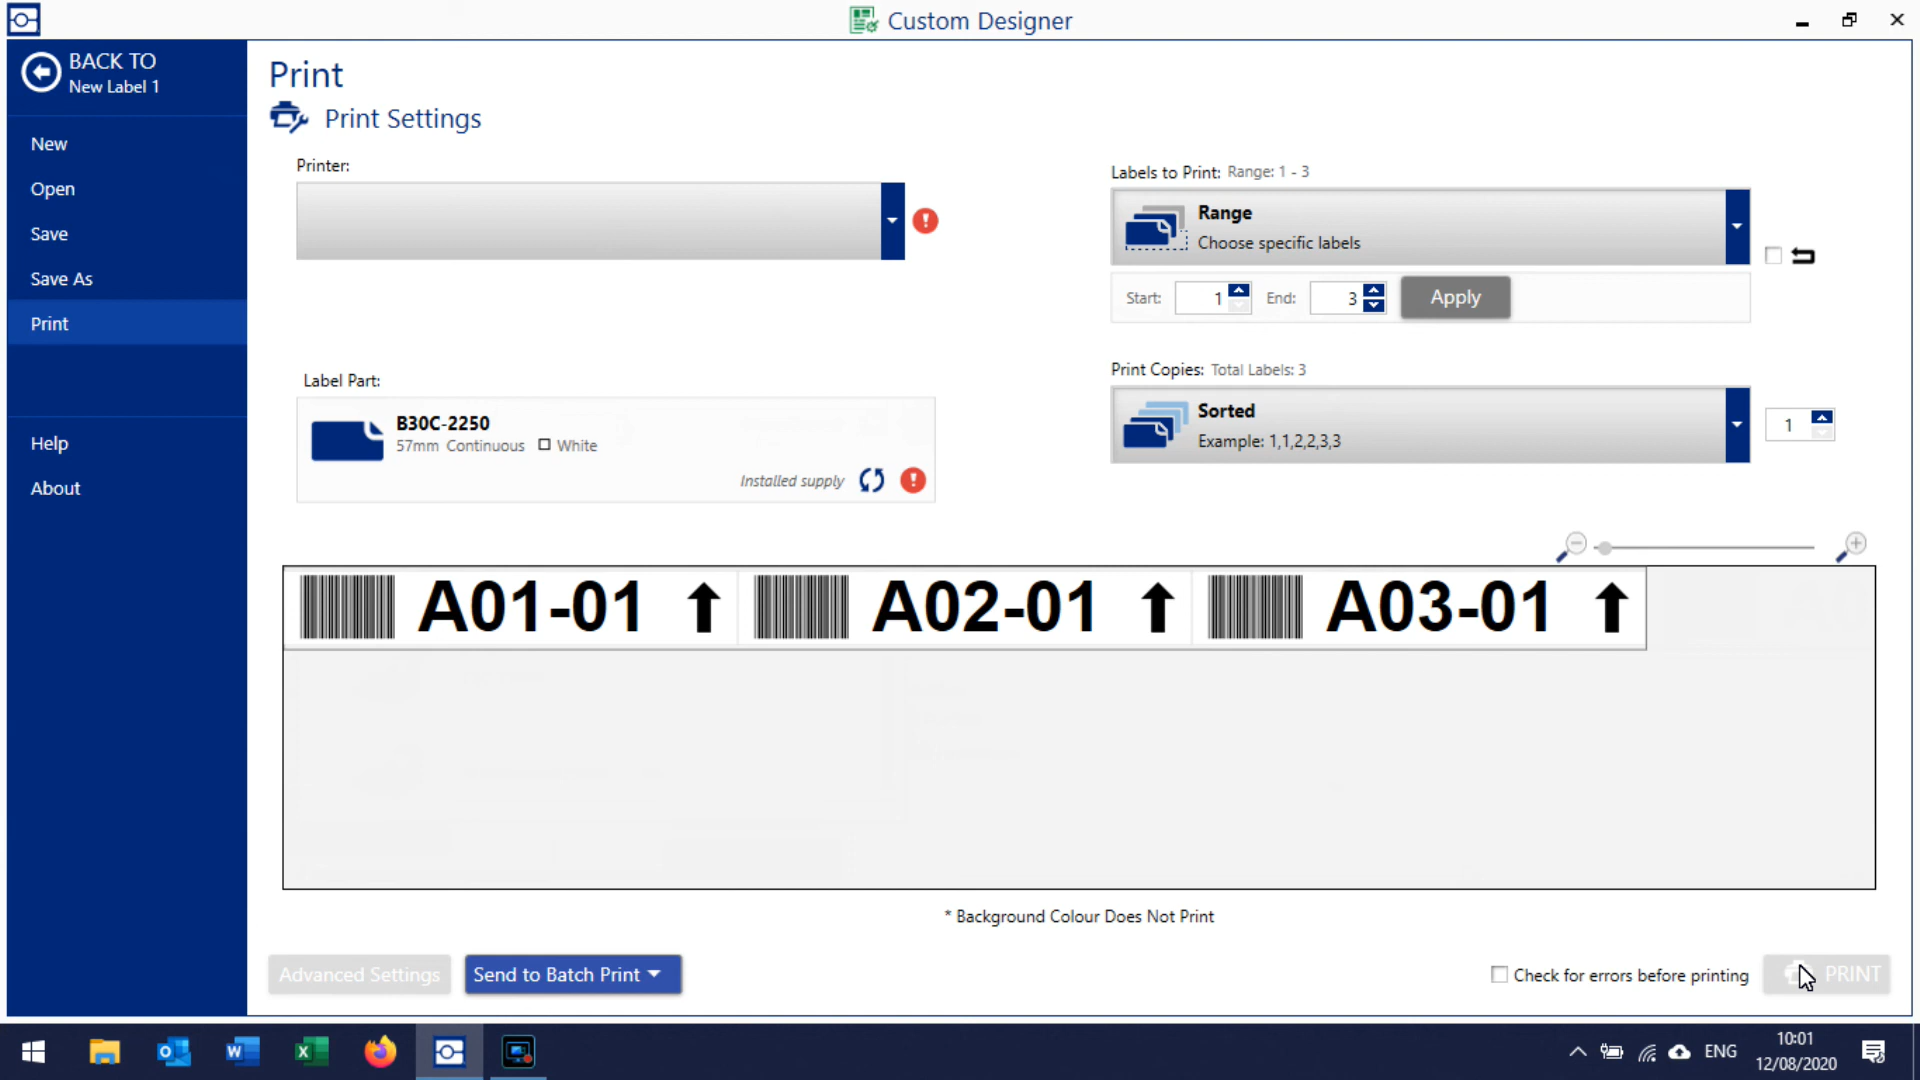 Custom Designer
BACK TO
New Label 1
New
Open
Save
Save As
Print
Help
About
Print
Print Settings
Printer:
Labels to Print: Range: 1 - 3
Range
Choose specific labels
Start: 1 End: 3 Apply
Label Part:
B30C-2250
57mm Continuous White
Installed supply
Print Copies: Total Labels: 3
Sorted
Example: 1,1,2,2,3,3
1
A01-01 A02-01 A03-01
* Background Colour Does Not Print
Advanced Settings
Send to Batch Print
Check for errors before printing
PRINT
ENG
10:01
12/08/2020